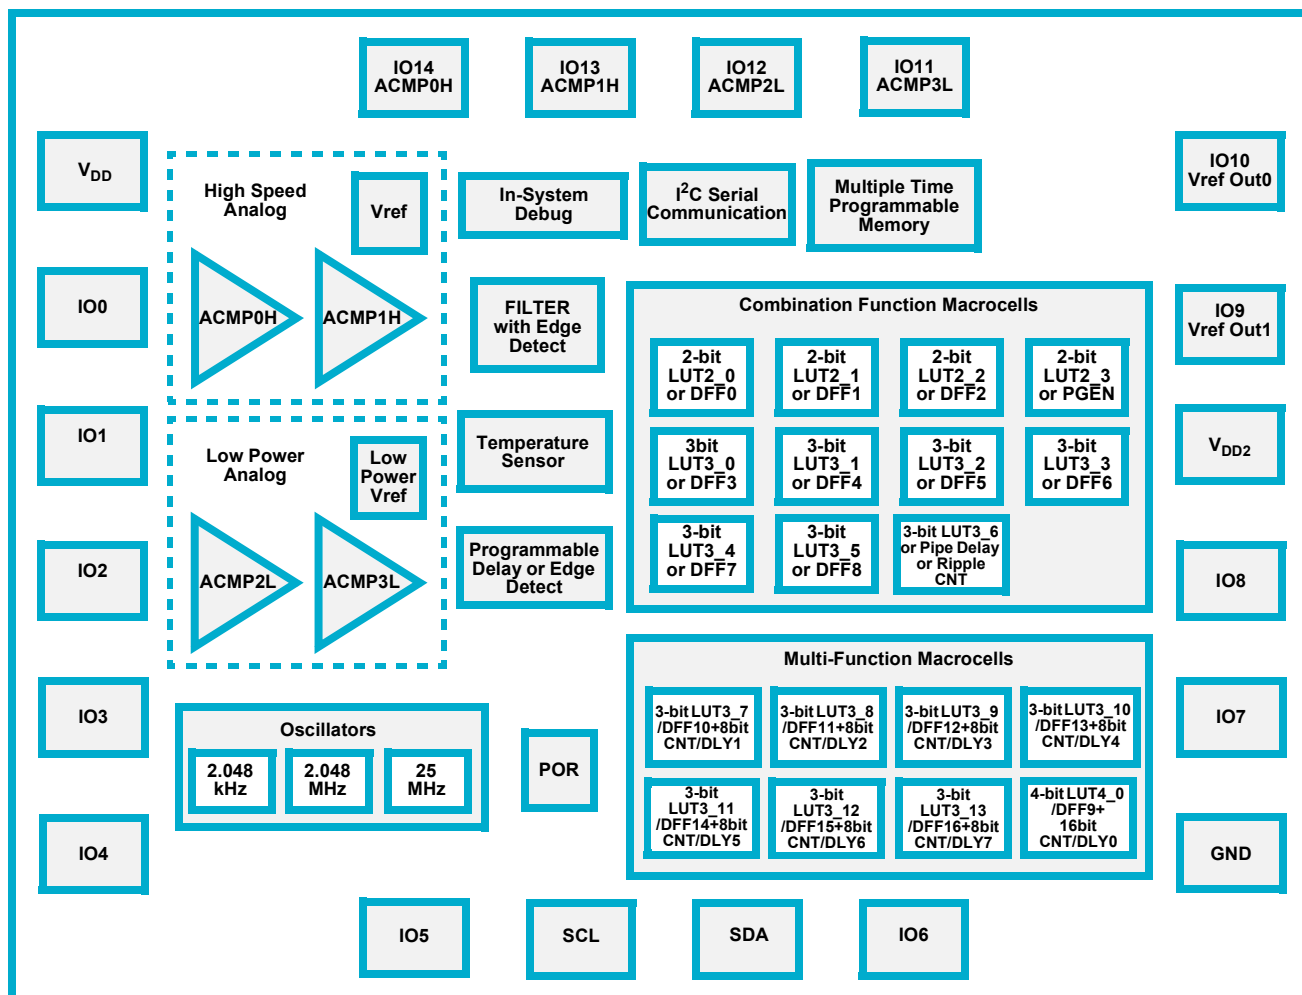 IO14
ACMP0H
IO13
ACMP1H
IO12
ACMP2L
IO11
ACMP3L
VDD
IO0
IO1
IO2
IO3
IO4
High Speed
Analog
Vref
ACMP0H
ACMP1H
Low Power
Analog
Low
Power
Vref
ACMP2L
ACMP3L
In-System
Debug
I2C Serial
Communication
Multiple Time
Programmable
Memory
FILTER
with Edge
Detect
Temperature
Sensor
Programmable
Delay or Edge
Detect
Combination Function Macrocells
2-bit
LUT2_0
or DFF0
2-bit
LUT2_1
or DFF1
2-bit
LUT2_2
or DFF2
2-bit
LUT2_3
or PGEN
3bit
LUT3_0
or DFF3
3-bit
LUT3_1
or DFF4
3-bit
LUT3_2
or DFF5
3-bit
LUT3_3
or DFF6
3-bit
LUT3_4
or DFF7
3-bit
LUT3_5
or DFF8
3-bit LUT3_6
or Pipe Delay
or Ripple
CNT
Multi-Function Macrocells
3-bit LUT3_7
/DFF10+8bit
CNT/DLY1
3-bit LUT3_8
/DFF11+8bit
CNT/DLY2
3-bit LUT3_9
/DFF12+8bit
CNT/DLY3
3-bit LUT3_10
/DFF13+8bit
CNT/DLY4
3-bit
LUT3_11
/DFF14+8bit
CNT/DLY5
3-bit
LUT3_12
/DFF15+8bit
CNT/DLY6
3-bit
LUT3_13
/DFF16+8bit
CNT/DLY7
4-bit LUT4_0
/DFF9+
16bit
CNT/DLY0
Oscillators
2.048
kHz
2.048
MHz
25
MHz
POR
IO10
Vref Out0
IO9
Vref Out1
VDD2
IO8
IO7
GND
IO5
SCL
SDA
IO6